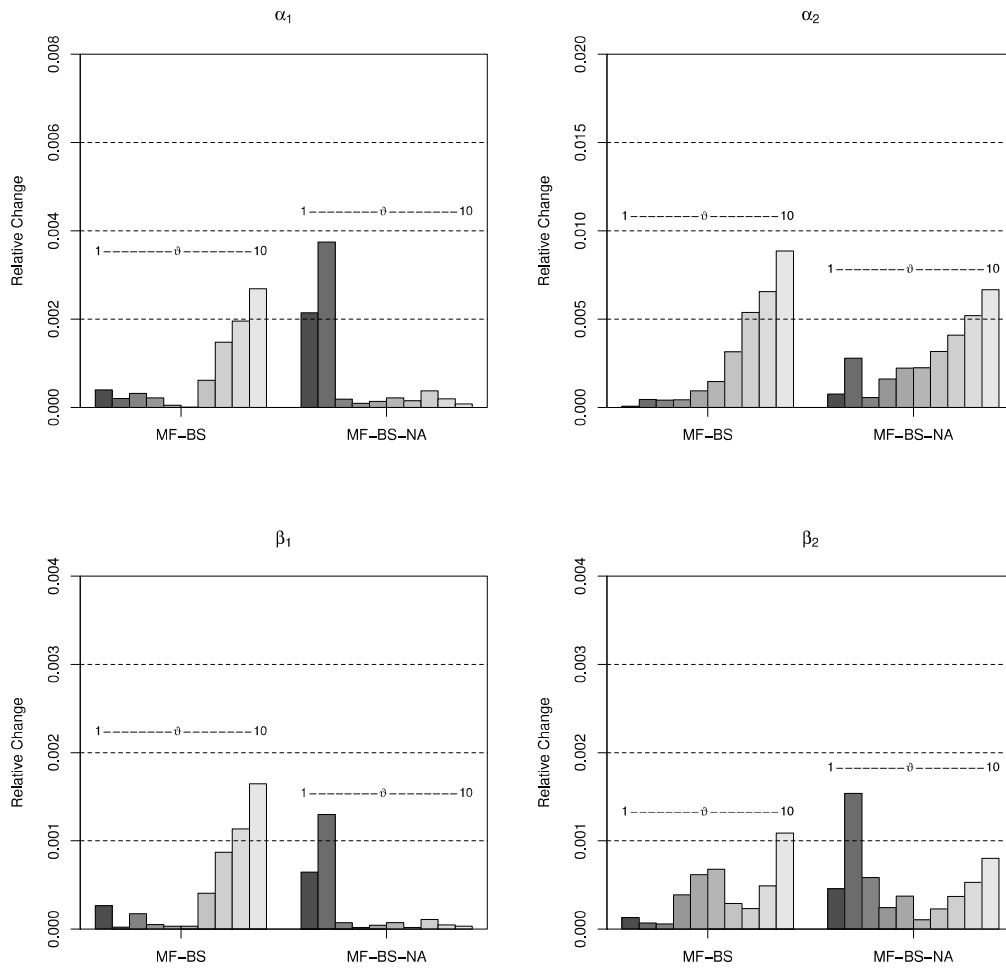 α1
Relative Change
0.000 0.002 0.004 0.006 0.008
1 ϑ 10
1 ϑ 10
MF−BS MF−BS−NA
α2
Relative Change
0.000 0.005 0.010 0.015 0.020
1 ϑ 10
1 ϑ 10
MF−BS MF−BS−NA
β1
Relative Change
0.000 0.001 0.002 0.003 0.004
1 ϑ 10
1 ϑ 10
MF−BS MF−BS−NA
β2
Relative Change
0.000 0.001 0.002 0.003 0.004
1 ϑ 10
1 ϑ 10
MF−BS MF−BS−NA